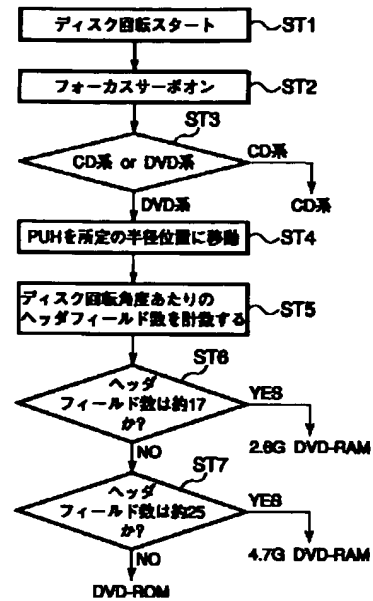 ディスク回転スタート
ST1
フォーカスサーボオン
ST2
ST3
CD系 or DVD系
CD系
CD系
DVD系
PUHを所定の半径位置に移動
ST4
ディスク回転角度あたりの
ヘッダフィールド数を計数する
ST5
ST6
ヘッダ
フィールド数は約17
か?
YES
2.6G DVD-RAM
NO
ST7
ヘッダ
フィールド数は約25
か?
YES
4.7G DVD-RAM
NO
DVD-ROM